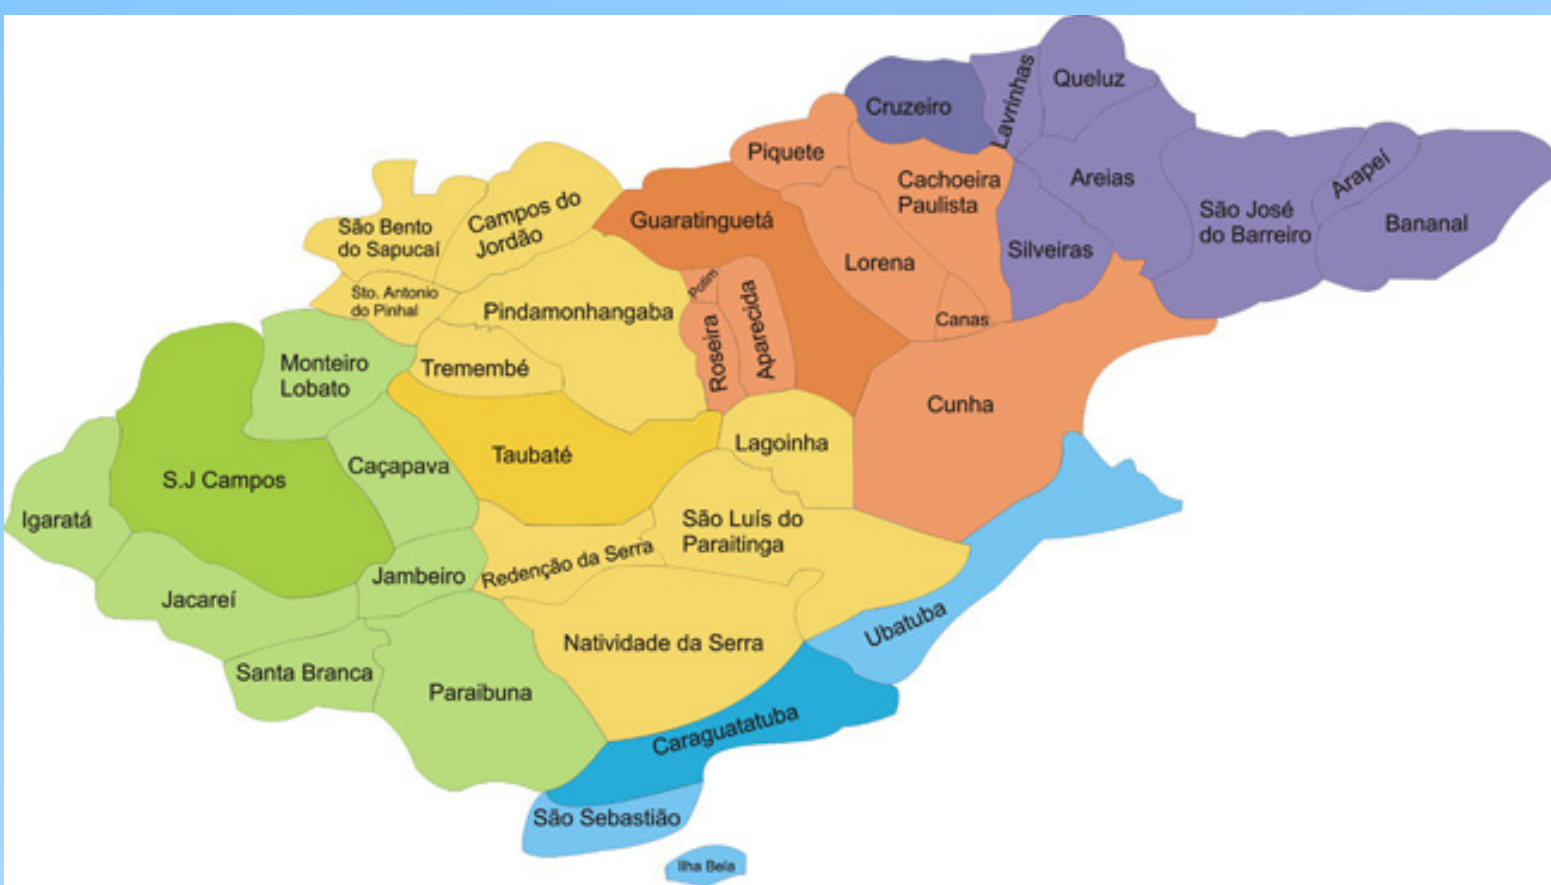 Queluz
Lavrinhas
Cruzeiro
Piquete
Cachoeira
Paulista
Areias
Arapeí
São José
do Barreiro
Bananal
Silveiras
Guaratinguetá
Campos do
Jordão
São Bento
do Sapucaí
Lorena
Potim
Sto. Antonio
do Pinhal
Pindamonhangaba
Canas
Aparecida
Roseira
Monteiro
Lobato
Tremembé
Cunha
Lagoinha
Taubaté
Caçapava
S.J Campos
Igaratá
São Luís do
Paraitinga
Redenção da Serra
Jambeiro
Jacareí
Ubatuba
Natividade da Serra
Santa Branca
Paraibuna
Caraguatatuba
São Sebastião
Ilha Bela